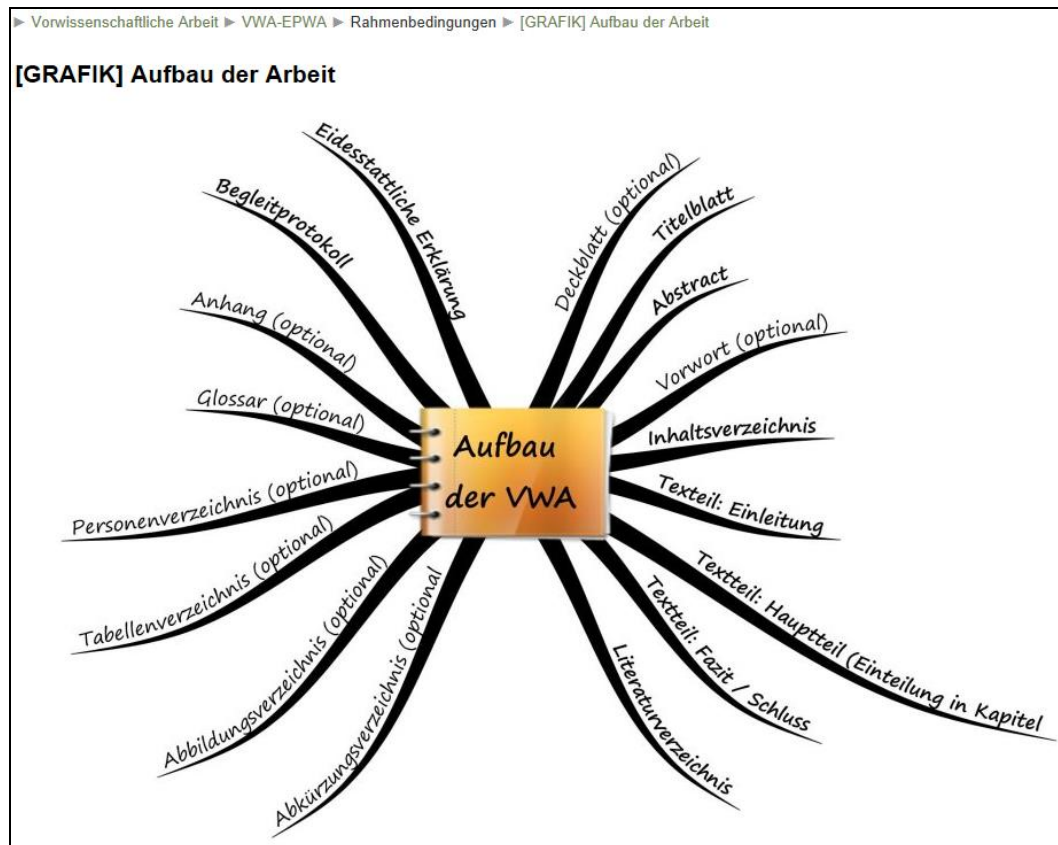 ► Vorwissenschaftliche Arbeit ► VWA-EPWA ► Rahmenbedingungen ► [GRAFIK] Aufbau der Arbeit
[GRAFIK] Aufbau der Arbeit
Aufbau
der VWA
Deckblatt (optional)
Titelblatt
Abstract
Vorwort (optional)
Inhaltsverzeichnis
Texteil: Einleitung
Textteil: Hauptteil (Einteilung in Kapitel
Textteil: Fazit / Schluss
Literaturverzeichnis
Abkürzungsverzeichnis (optional
Abbildungsverzeichnis (optional)
Tabellenverzeichnis (optional)
Personenverzeichnis (optional)
Glossar (optional)
Anhang (optional)
Begleitprotokoll
Eidesstattliche Erklärung